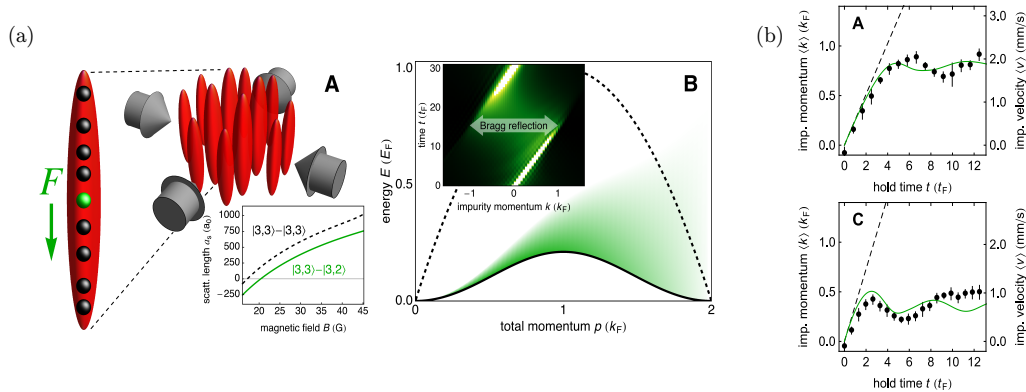 (a)
A
F
scatt. length aₛ (a₀)
1000
750
500
250
0
−250
|3,3⟩−|3,3⟩
|3,3⟩−|3,2⟩
20 25 30 35 40 45
magnetic field B (G)
B
energy E (E_F)
1.0
0.5
0.0
0 1 2
total momentum p (k_F)
time t (t_F)
30
20
10
0
Bragg reflection
−1 0 1
impurity momentum k (k_F)
(b)
A
imp. momentum ⟨k⟩ (k_F)
1.0
0.5
0.0
imp. velocity ⟨v⟩ (mm/s)
3.0
2.0
1.0
0.0
0 2 4 6 8 10 12
hold time t (t_F)
C
imp. momentum ⟨k⟩ (k_F)
1.0
0.5
0.0
imp. velocity ⟨v⟩ (mm/s)
2.0
1.0
0.0
0 2 4 6 8 10 12
hold time t (t_F)